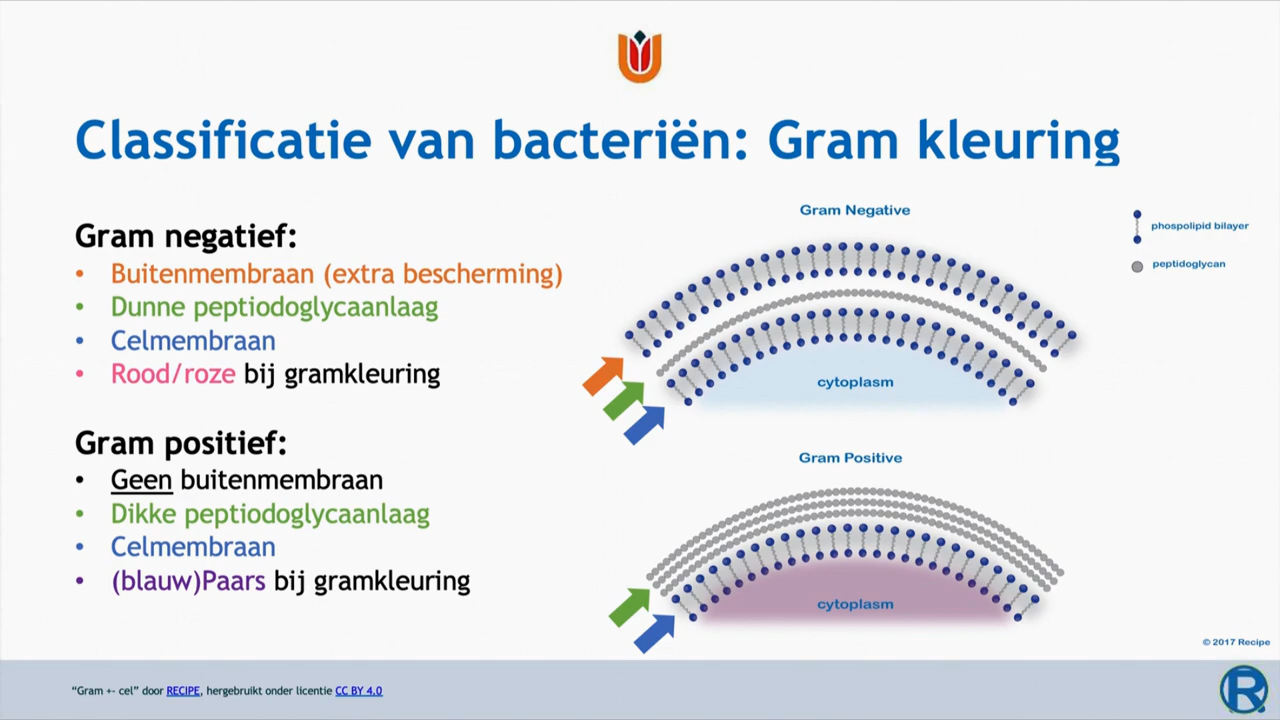 Classificatie van bacteriën: Gram kleuring
Gram negatief:
• Buitenmembraan (extra bescherming)
• Dunne peptiodoglycaanlaag
• Celmembraan
• Rood/roze bij gramkleuring
Gram positief:
• Geen buitenmembraan
• Dikke peptiodoglycaanlaag
• Celmembraan
• (blauw)Paars bij gramkleuring
Gram Negative
cytoplasm
phospolipid bilayer
peptidoglycan
Gram Positive
cytoplasm
© 2017 Recipe
“Gram +- cel” door RECIPE, hergebruikt onder licentie CC BY 4.0
R